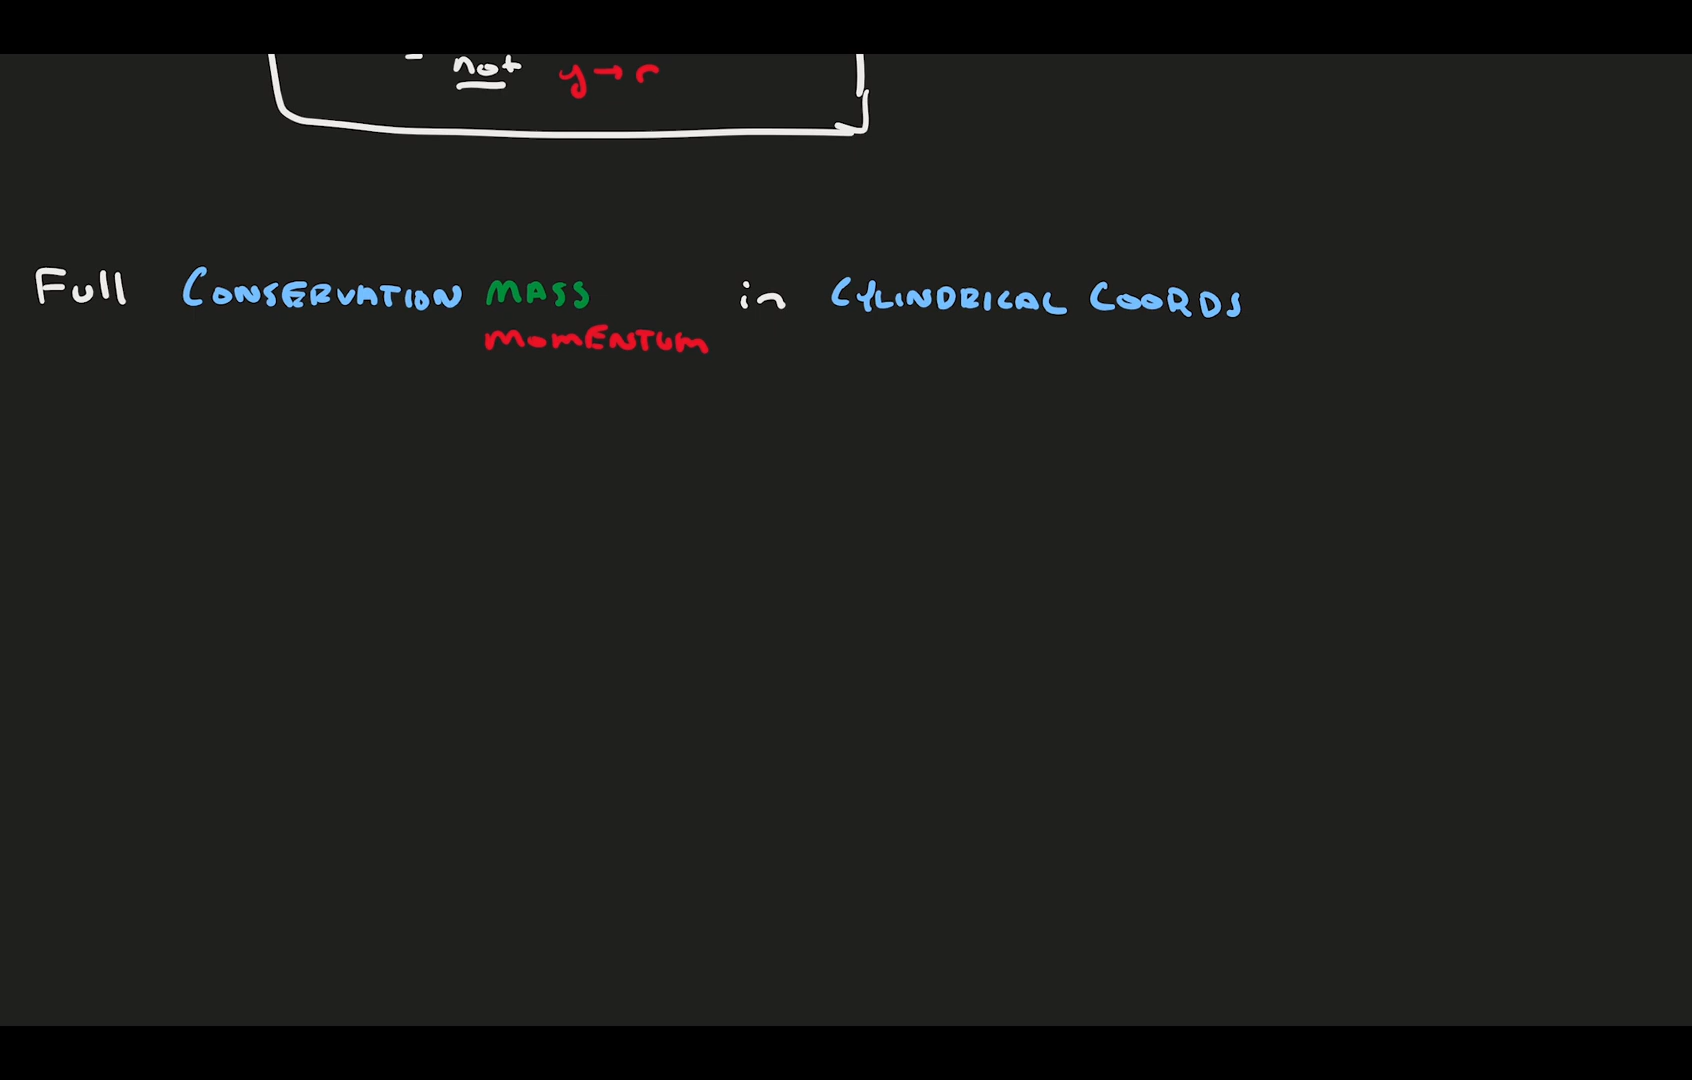 not y → r
Full CONSERVATION MASS in CYLINDRICAL COORDS
MOMENTUM